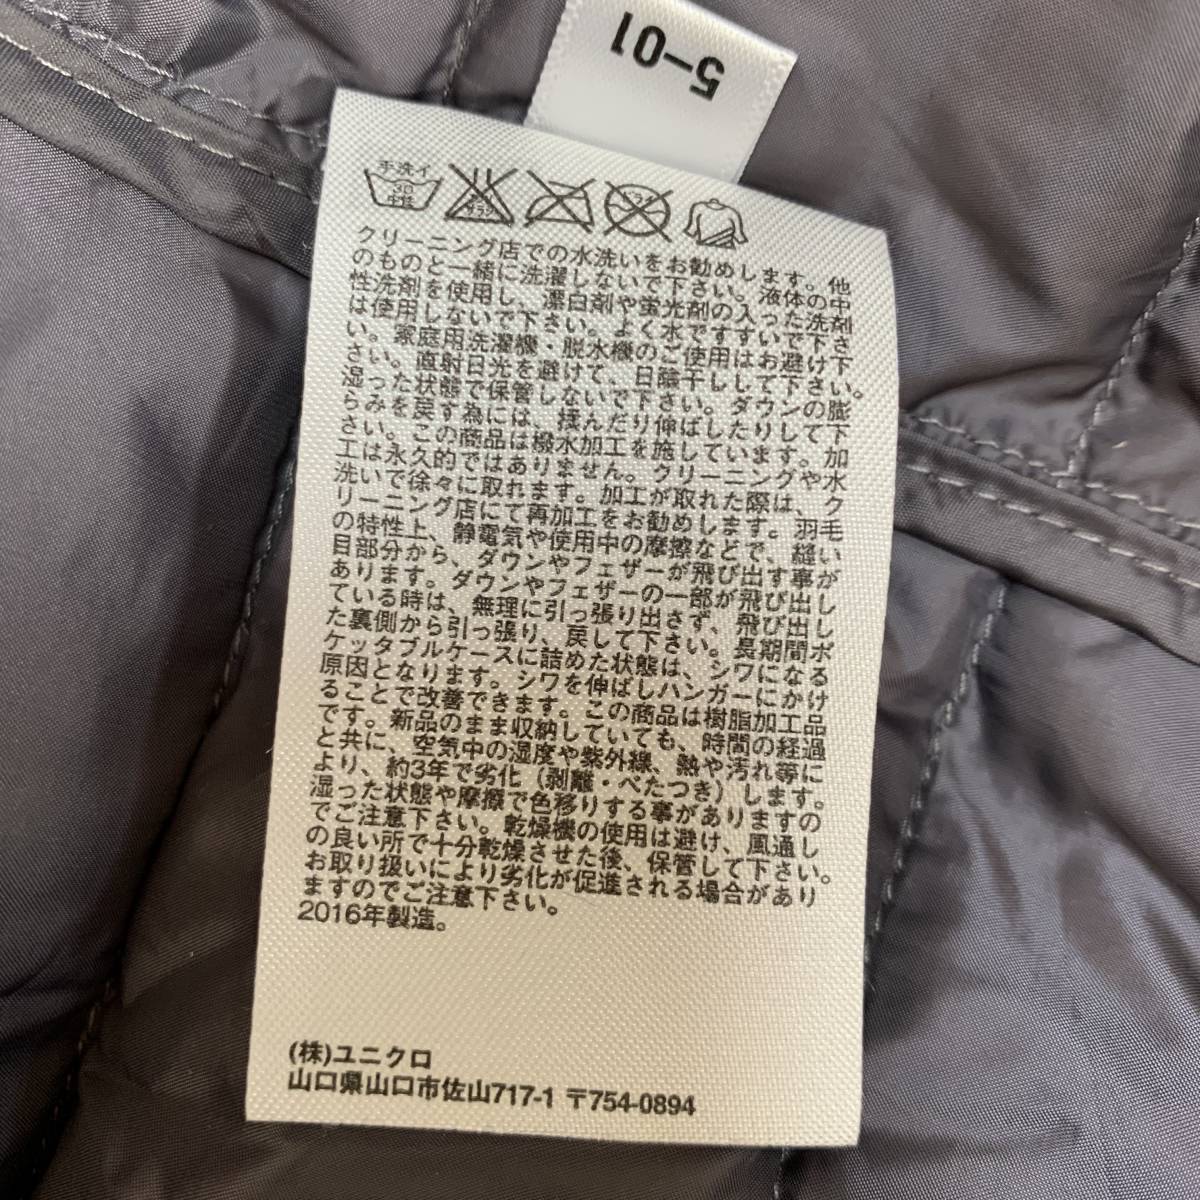 5-01
手洗イ
30
中性
エンソサラシ
ドライ
クリーニング店での水洗いをお勧めします。他
のものと一緒に洗濯しないで下さい。液体の中
性洗剤を使用し、漂白剤や蛍光剤の入った洗剤
は使用しないで下さい。よく水ですすいで下さ
い。家庭用洗濯機・脱水機のご使用はお避け下
さい。直射日光を避けて、日陰干しして下さい。
湿った状態で保管しないで下さい。ダウンの膨
らみを戻す為には、揉んだり伸ばしたりして下
さい。この商品は撥水加工を施しています。加
工は永久的ではありません。クリーニングや水
洗いで徐々に取れます。加工が取れた際は、ク
リーニング店にて再加工をお勧めします。羽毛
の特性上、静電気や使用中の摩擦などで、縫い
目部分から、ダウンやフェザーが飛び出す事が
あります。ダウンやフェザーの一部が飛び出し
ている時は、無理に引っ張り出さず、飛び出し
た裏側から引っ張り、戻して下さい。長期間ポ
ケッタブルケースに詰めた状態は、シワになる
原因となります。シワを伸ばしハンガーにかけ
ることで改善できます。この商品は樹脂加工品
です。新品のまま収納していても、時間の経過
と共に、空気中の湿度や紫外線、熱や汚れ等に
より、約3年で劣化（剥離・べたつき）します。
湿った状態や摩擦で色移りする事がありますの
でご注意下さい。乾燥機の使用は避け、風通し
の良い所で十分乾燥させた後、保管して下さい。
お取り扱いにより劣化が促進される場合があり
ますのでご注意下さい。
2016年製造。
(株)ユニクロ
山口県山口市佐山717-1 〒754-0894